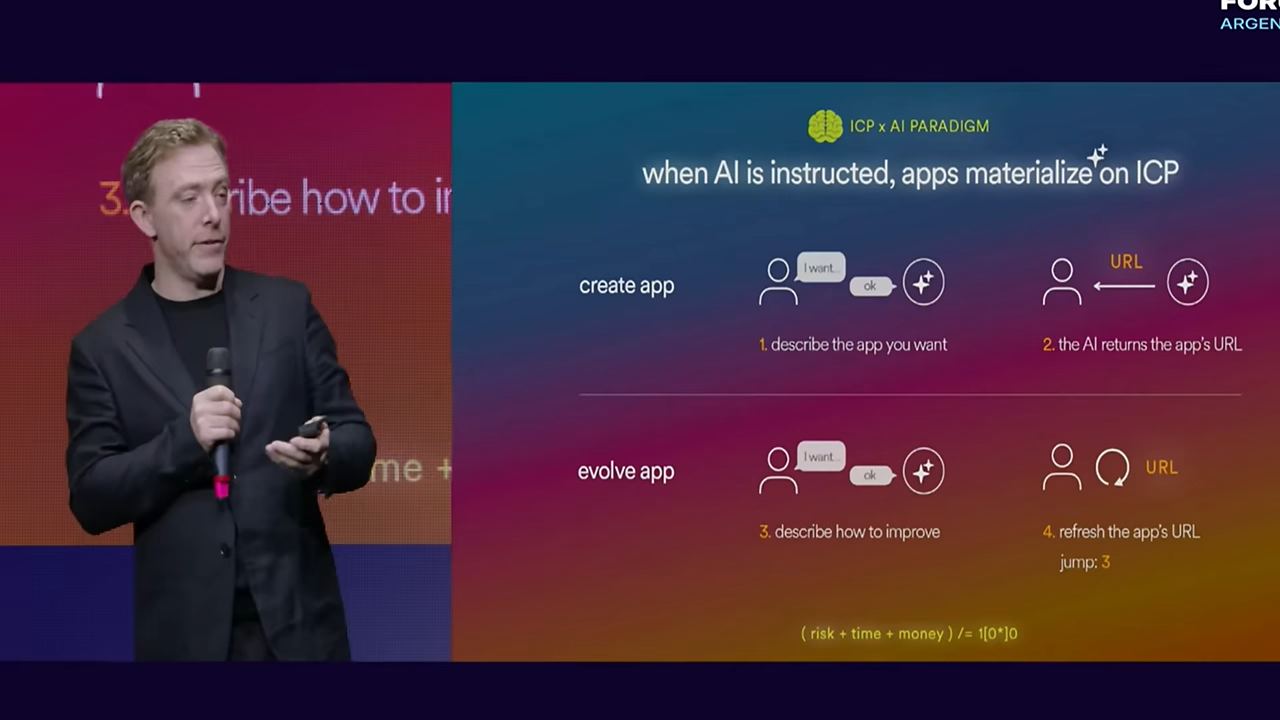 ARGEN
3. ribe how to i
me +
ICP x AI PARADIGM
when AI is instructed, apps materialize on ICP
create app
I want...
ok
URL
1. describe the app you want
2. the AI returns the app's URL
evolve app
I want...
ok
URL
3. describe how to improve
4. refresh the app's URL
jump: 3
( risk + time + money ) /= 1[0*]0